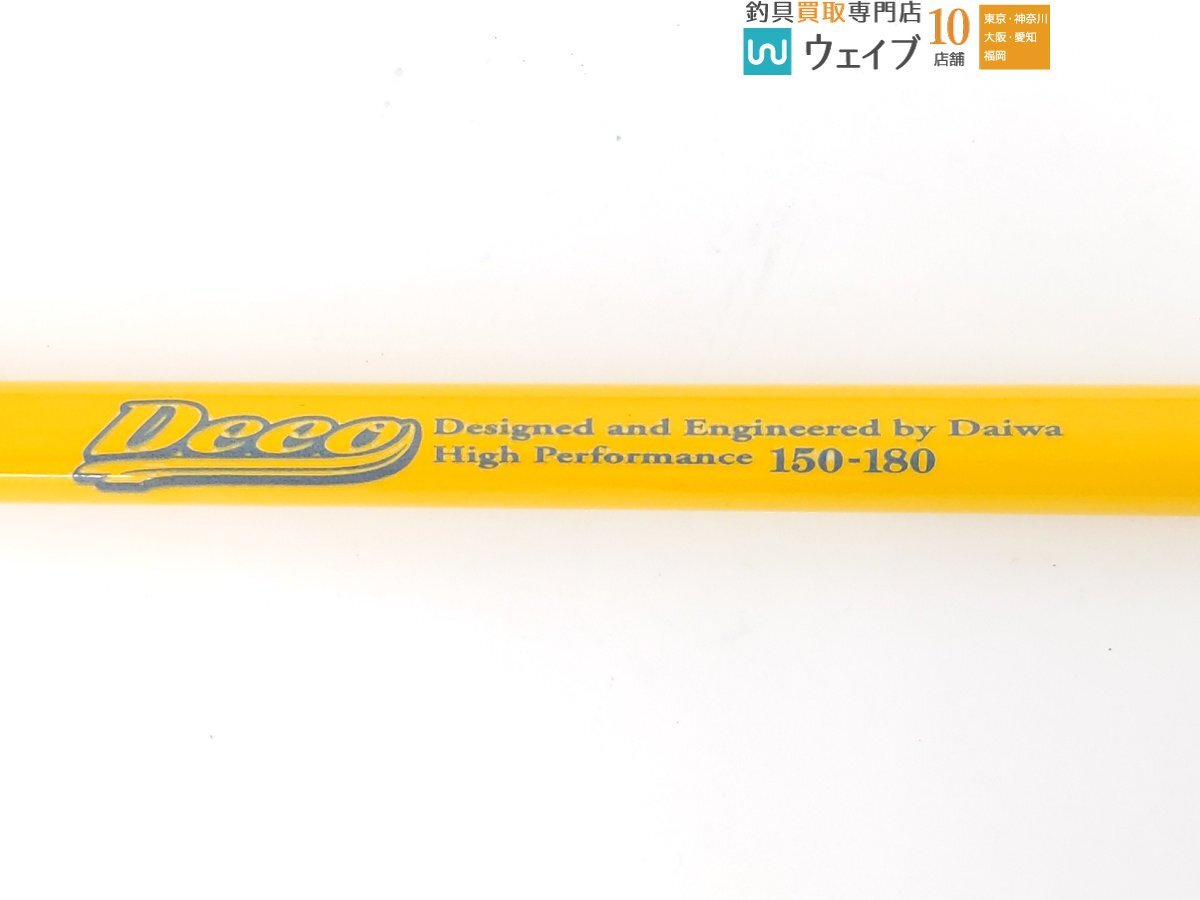 釣具買取専門店
ウェイブ
10
店舗
東京・神奈川
大阪・愛知
福岡
Deco
Designed and Engineered by Daiwa
High Performance 150-180